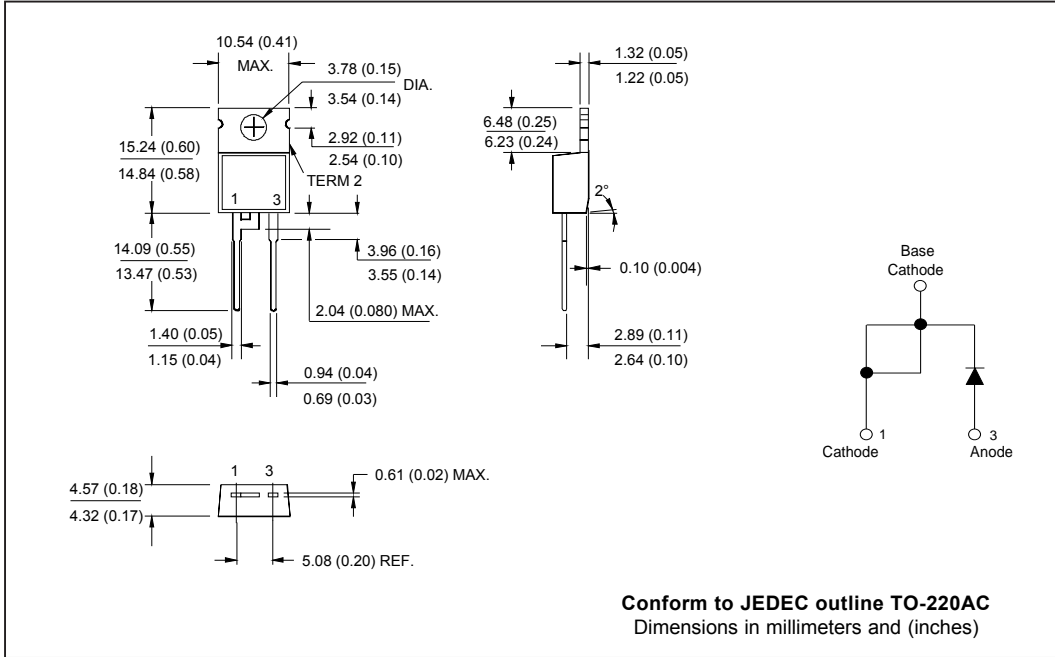 10.54 (0.41)
MAX.
3.78 (0.15)
3.54 (0.14)
DIA.
2.92 (0.11)
2.54 (0.10)
TERM 2
15.24 (0.60)
14.84 (0.58)
1 3
14.09 (0.55)
13.47 (0.53)
3.96 (0.16)
3.55 (0.14)
2.04 (0.080) MAX.
1.40 (0.05)
1.15 (0.04)
0.94 (0.04)
0.69 (0.03)
1.32 (0.05)
1.22 (0.05)
6.48 (0.25)
6.23 (0.24)
2°
0.10 (0.004)
2.89 (0.11)
2.64 (0.10)
Base
Cathode
1
Cathode
3
Anode
1 3
4.57 (0.18)
4.32 (0.17)
0.61 (0.02) MAX.
5.08 (0.20) REF.
Conform to JEDEC outline TO-220AC
Dimensions in millimeters and (inches)